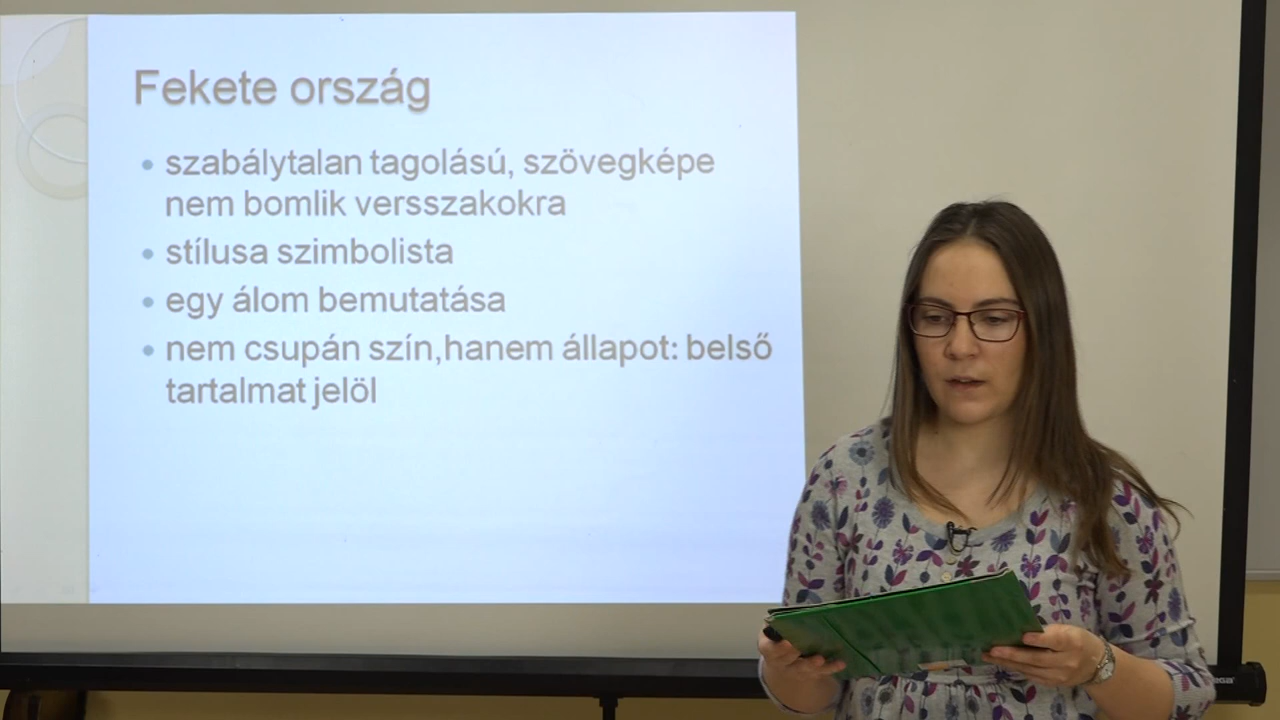 Fekete ország
szabálytalan tagolású, szövegképe
nem bomlik versszakokra
stílusa szimbolista
egy álom bemutatása
nem csupán szín,hanem állapot: belső
tartalmat jelöl